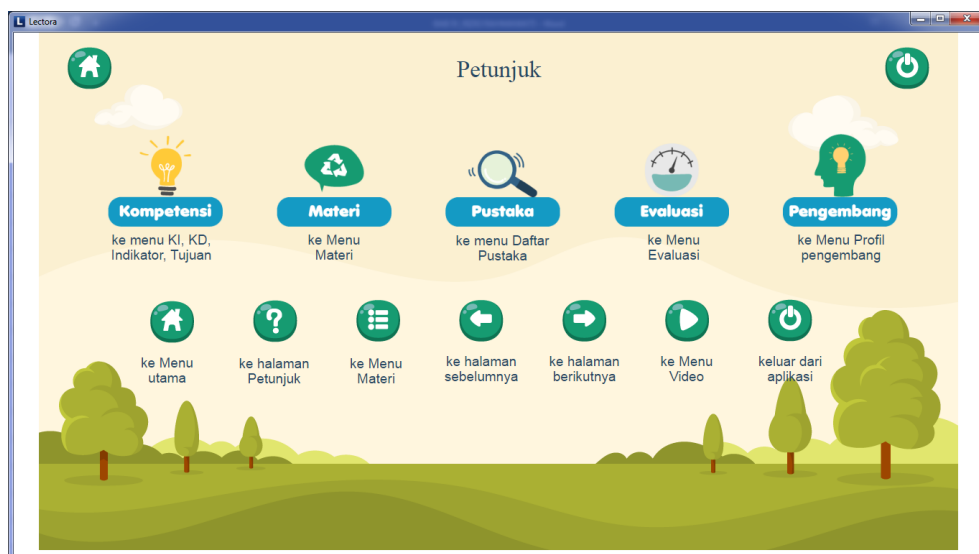 Lectora
Petunjuk
Kompetensi
ke menu KI, KD,
Indikator, Tujuan
Materi
ke Menu
Materi
Pustaka
ke menu Daftar
Pustaka
Evaluasi
ke Menu
Evaluasi
Pengembang
ke Menu Profil
pengembang
ke Menu
utama
ke halaman
Petunjuk
ke Menu
Materi
ke halaman
sebelumnya
ke halaman
berikutnya
ke Menu
Video
keluar dari
aplikasi